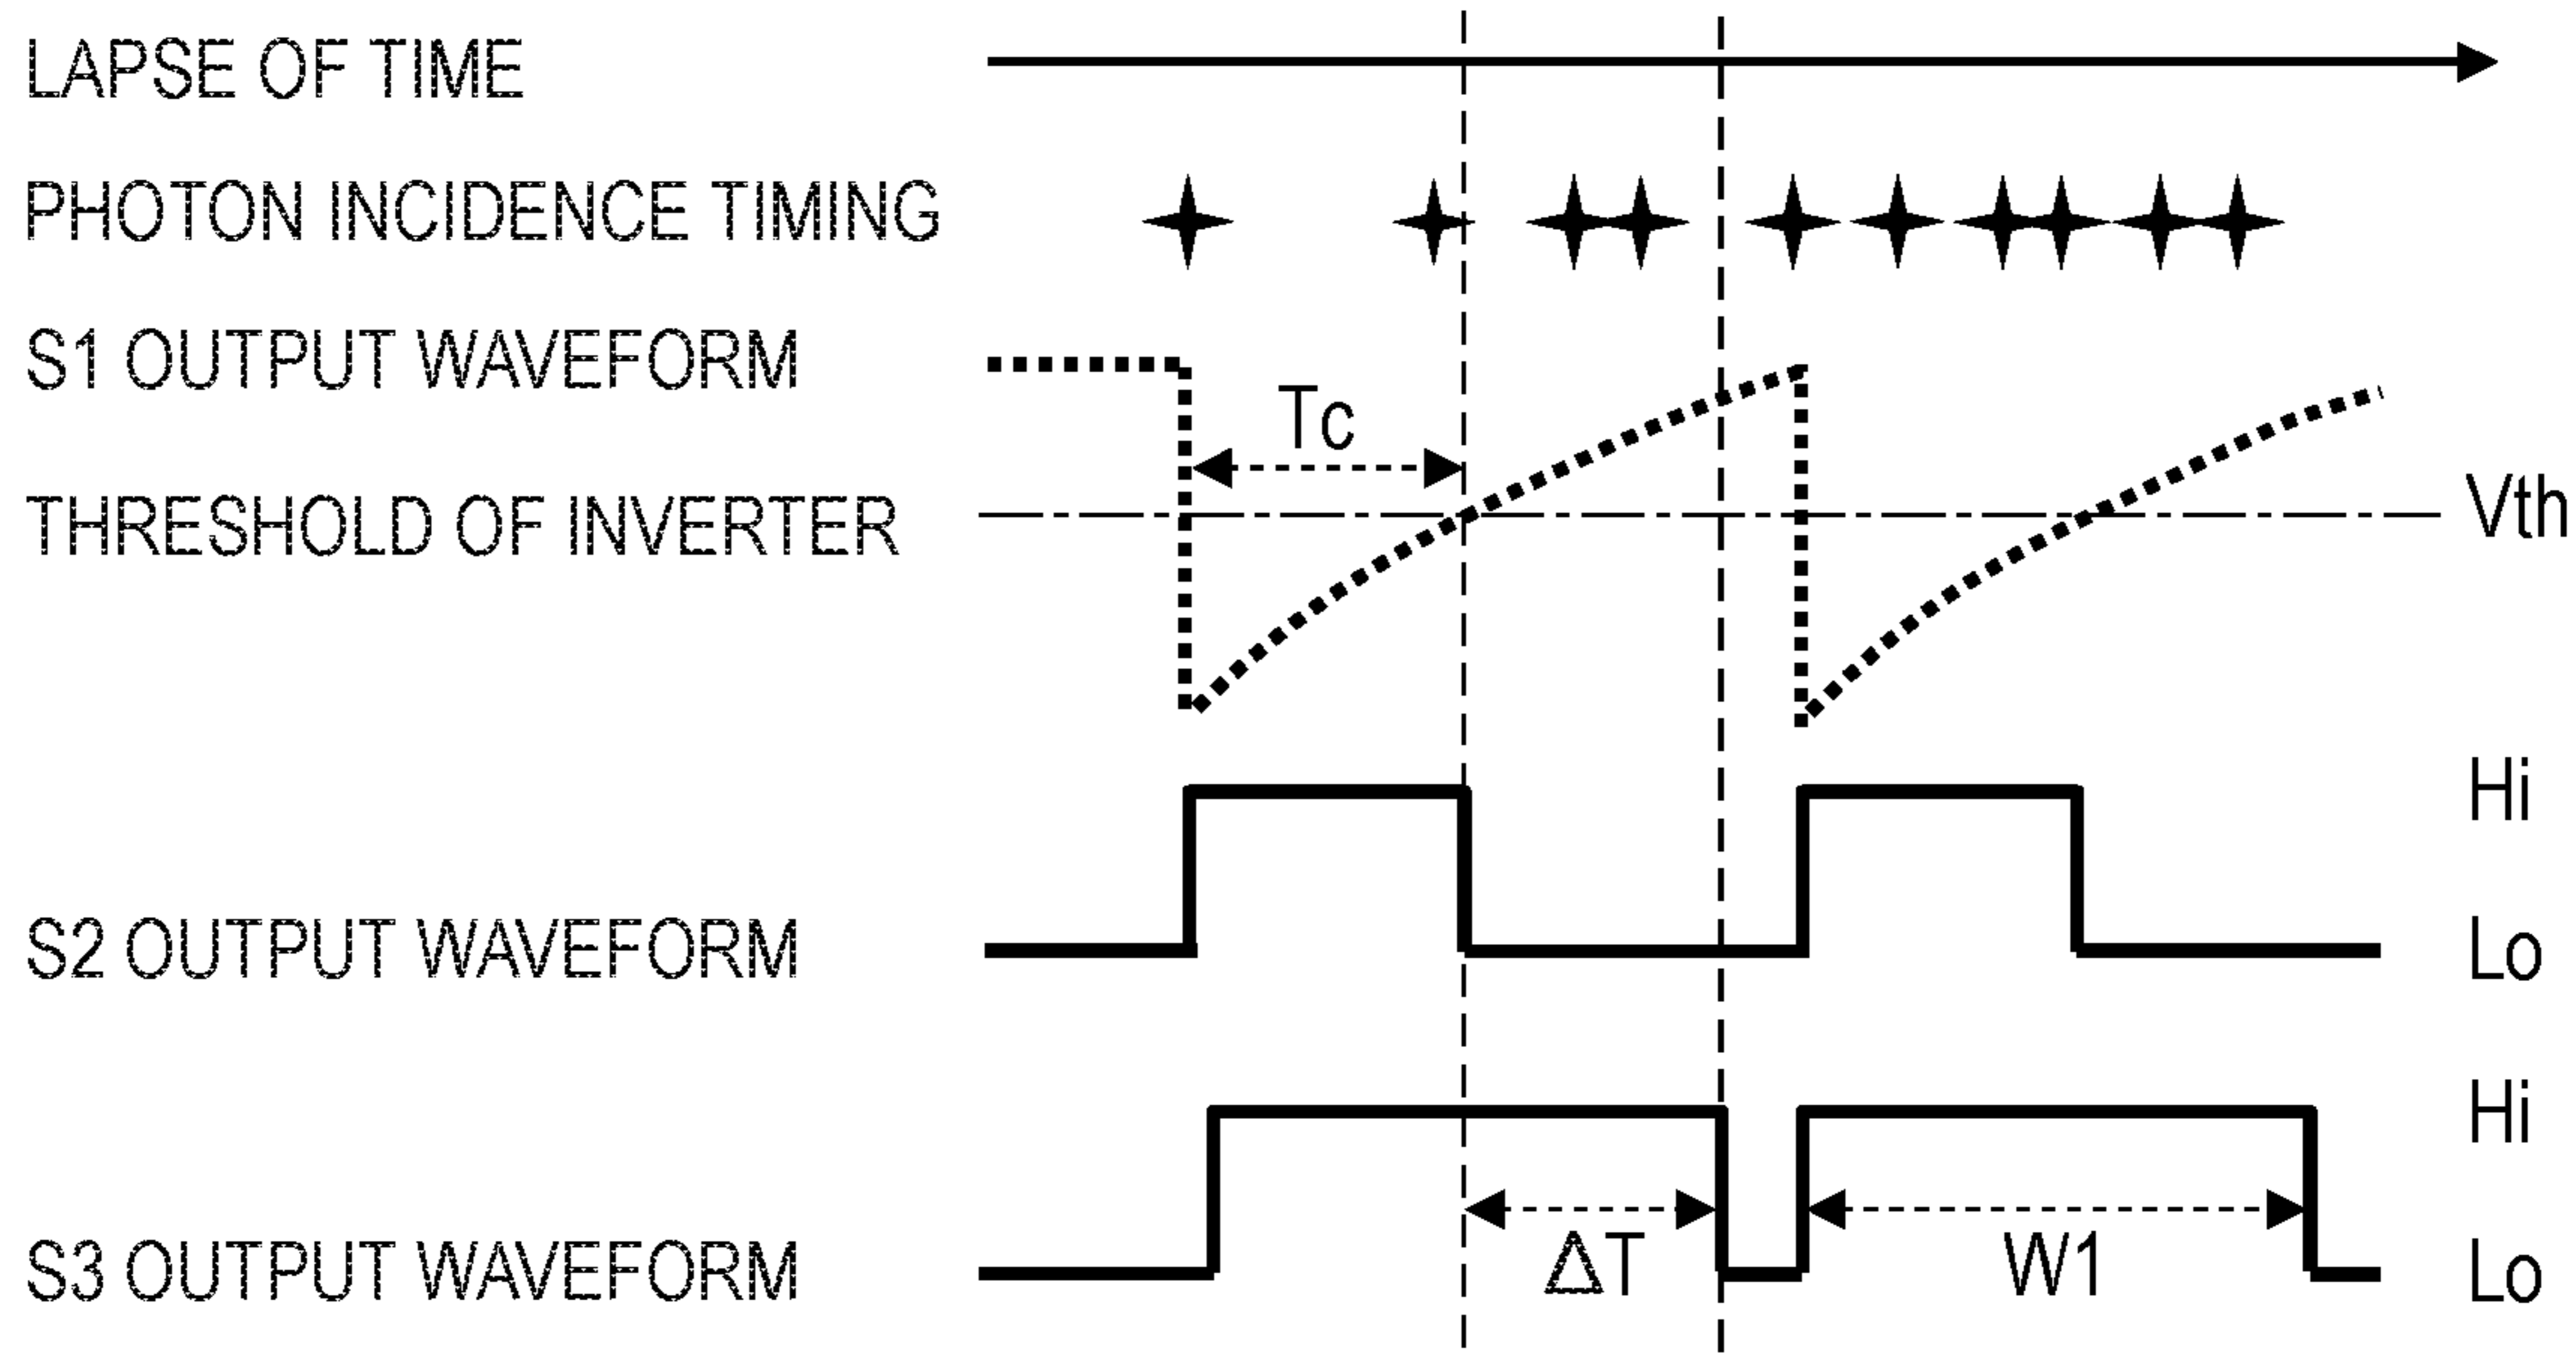 LAPSE OF TIME
PHOTON INCIDENCE TIMING
S1 OUTPUT WAVEFORM
Tc
THRESHOLD OF INVERTER
Vth
Hi
S2 OUTPUT WAVEFORM
Lo
Hi
S3 OUTPUT WAVEFORM
ΔT
W1
Lo